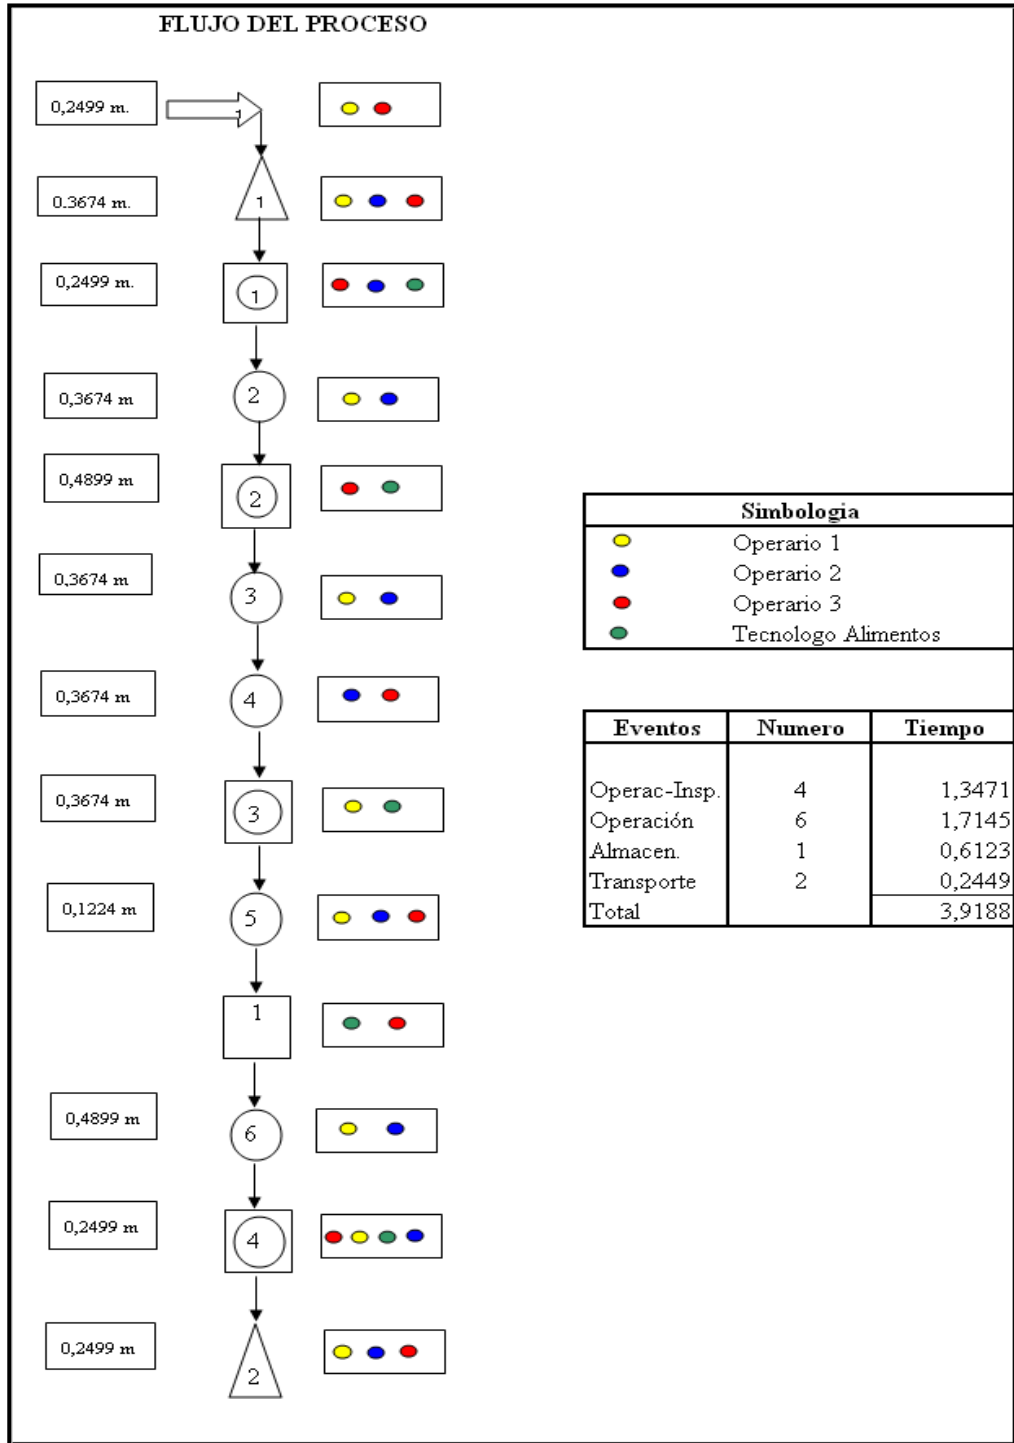 FLUJO DEL PROCESO
0,2499 m.
1
0.3674 m.
1
0,2499 m.
1
0,3674 m
2
0,4899 m
2
0,3674 m
3
0,3674 m
4
0,3674 m
3
0,1224 m
5
1
0,4899 m
6
0,2499 m
4
0,2499 m
2
Simbologia
Operario 1
Operario 2
Operario 3
Tecnologo Alimentos
Eventos Numero Tiempo
Operac-Insp. 4 1,3471
Operación 6 1,7145
Almacen. 1 0,6123
Transporte 2 0,2449
Total 3,9188